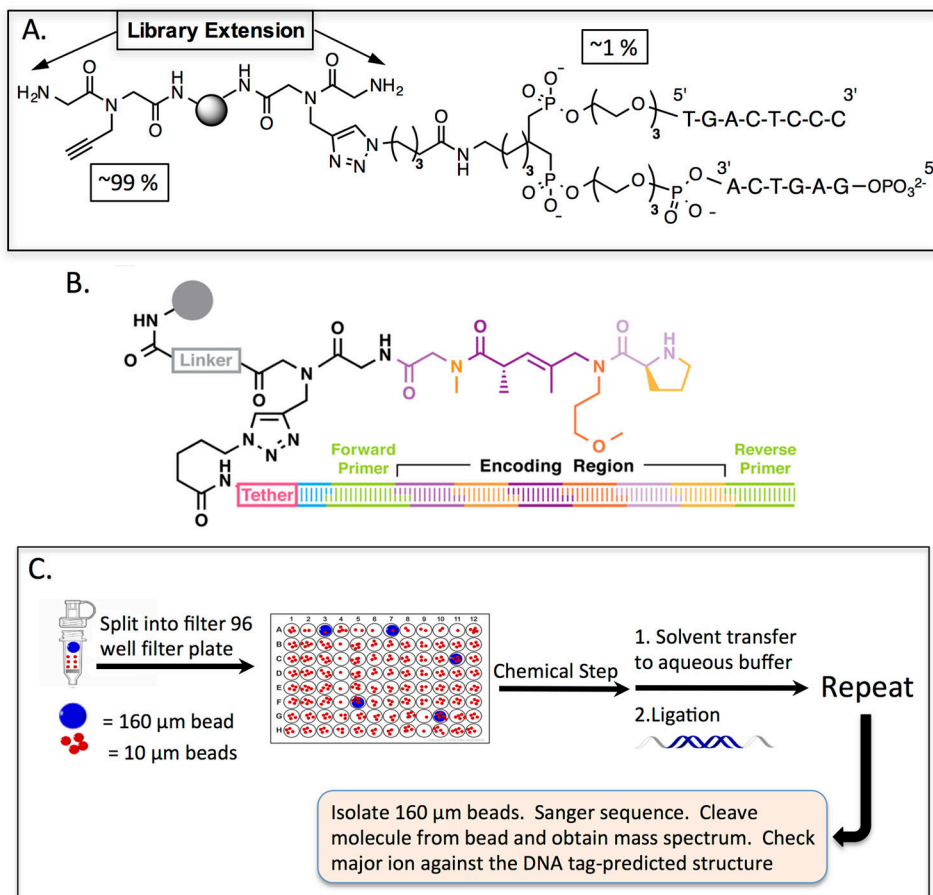 A.
Library Extension
~1 %
~99 %
H₂N
O
N
O
H
N
H
N
O
N
O
NH₂
N
N=N
3
O
N
H
3
O⁻
P
O
O
O
3
5'
T-G-A-C-T-C-C-C
3'
P
O
O⁻
O
O
3
O
P
O
O⁻
3'
A-C-T-G-A-G
OPO₃²⁻
5'
B.
HN
O
Linker
O
N
O
H
N
O
N
O
N
O
H
N
O
N
N
N
Forward
Primer
Encoding Region
Reverse
Primer
H
N
O
Tether
C.
Split into filter 96
well filter plate
= 160 µm bead
= 10 µm beads
1 2 3 4 5 6 7 8 9 10 11 12
A
B
C
D
E
F
G
H
Chemical Step
1. Solvent transfer
to aqueous buffer
2.Ligation
Repeat
Isolate 160 µm beads. Sanger sequence. Cleave
molecule from bead and obtain mass spectrum. Check
major ion against the DNA tag-predicted structure